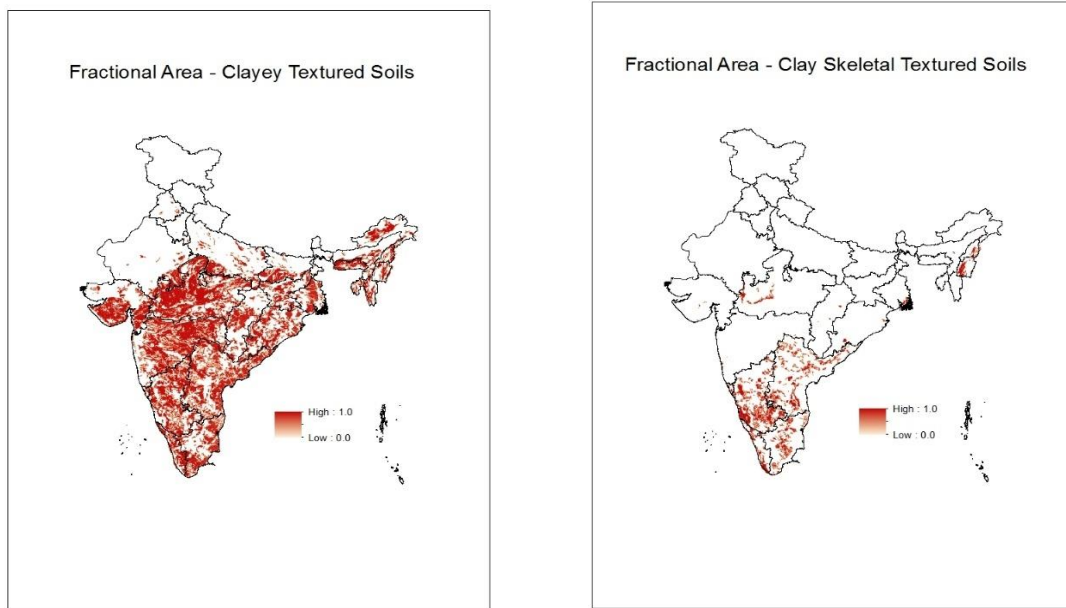 Fractional Area - Clayey Textured Soils
High : 1.0
Low : 0.0
Fractional Area - Clay Skeletal Textured Soils
High : 1.0
Low : 0.0